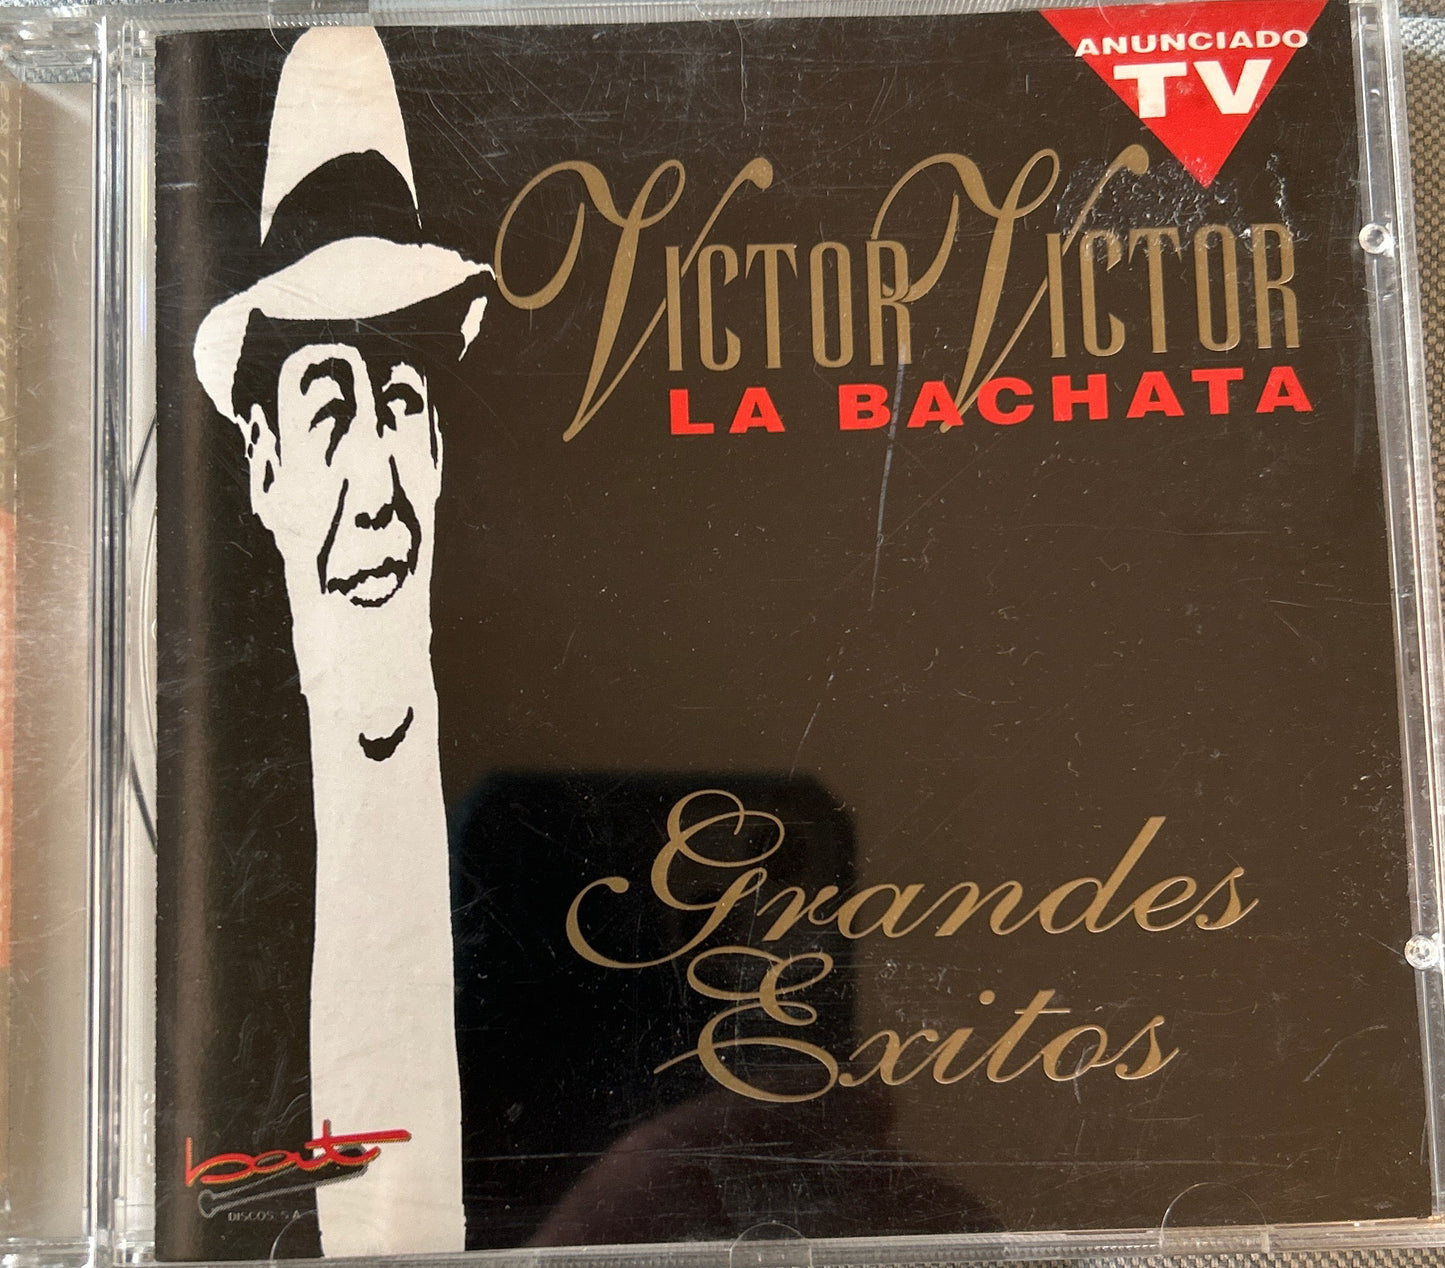 ANUNCIADO
TV
VICTOR VICTOR
LA BACHATA
Grandes
Exitos
bat
DISCOS, S.A.